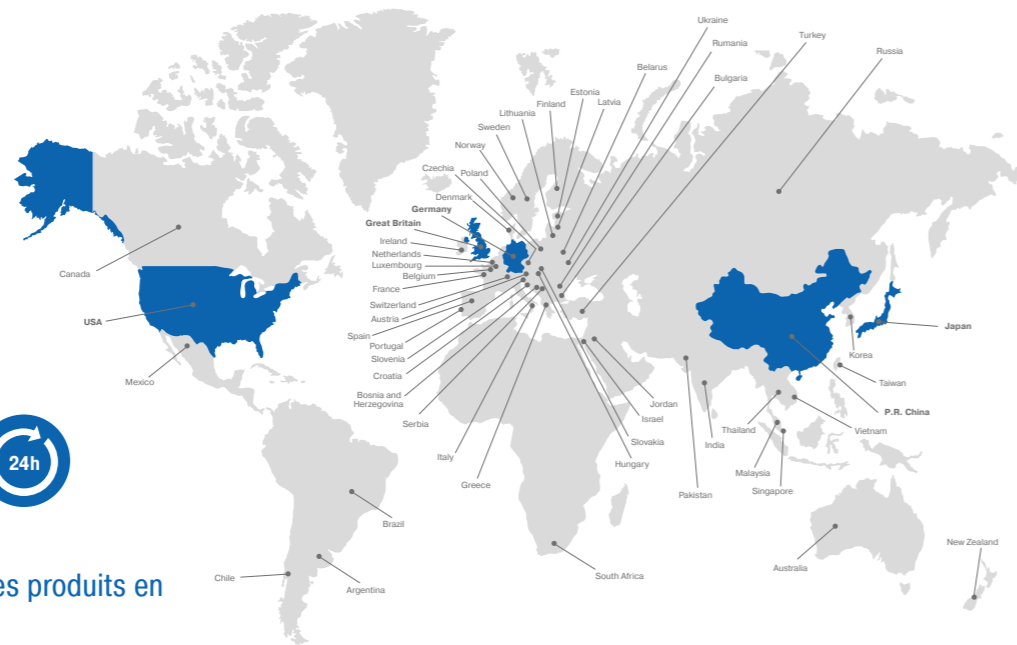 Ukraine
Turkey
Rumania
Russia
Belarus
Bulgaria
Estonia
Finland
Latvia
Lithuania
Sweden
Norway
Czechia
Poland
Denmark
Germany
Great Britain
Ireland
Netherlands
Luxembourg
Belgium
France
Switzerland
Austria
Spain
Portugal
Slovenia
Croatia
Bosnia and
Herzegovina
Serbia
Italy
Greece
Canada
USA
Mexico
Japan
Korea
Taiwan
P.R. China
Vietnam
Thailand
India
Malaysia
Singapore
Pakistan
Jordan
Israel
Slovakia
Hungary
24h
Brazil
Chile
Argentina
South Africa
Australia
New Zealand
es produits en